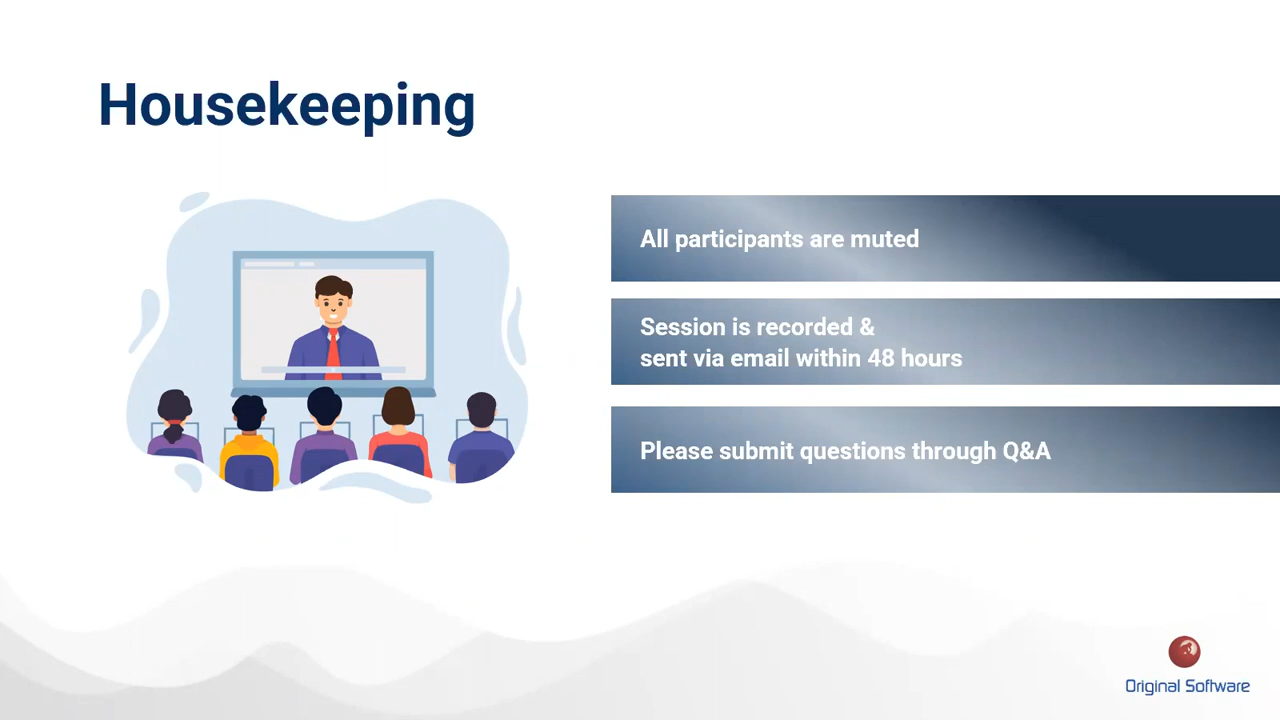 Housekeeping
All participants are muted
Session is recorded &
sent via email within 48 hours
Please submit questions through Q&A
Original Software